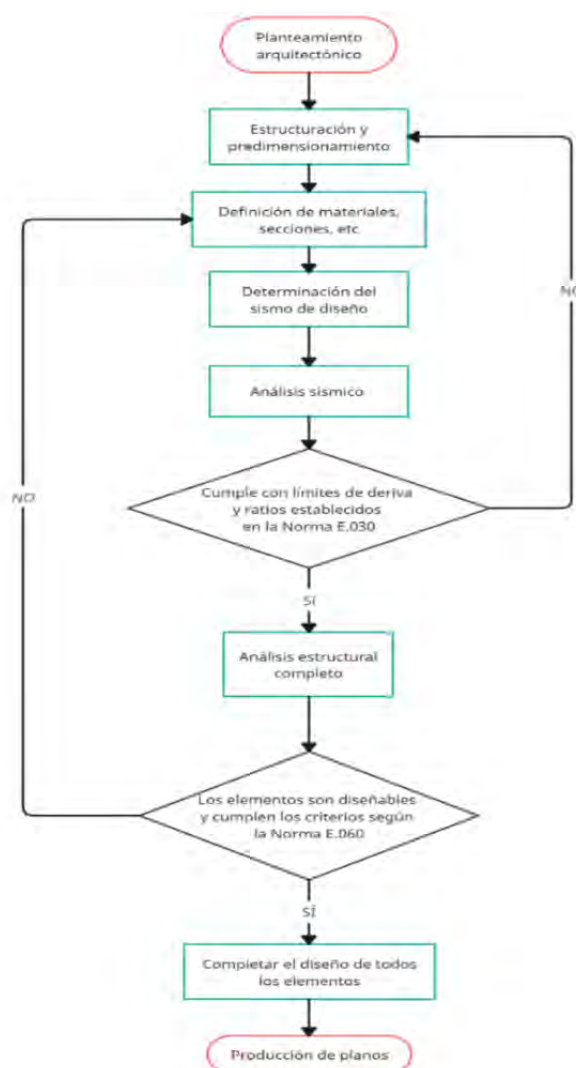 Planteamiento
arquitectónico
Estructuración y
predimensionamiento
Definición de materiales,
secciones, etc
Determinación del
sismo de diseño
NO
Análisis sísmico
NO
Cumple con límites de deriva
y ratios establecidos
en la Norma E.030
SÍ
Análisis estructural
completo
Los elementos son diseñables
y cumplen los criterios según
la Norma E.060
SÍ
Completar el diseño de todos
los elementos
Producción de planos